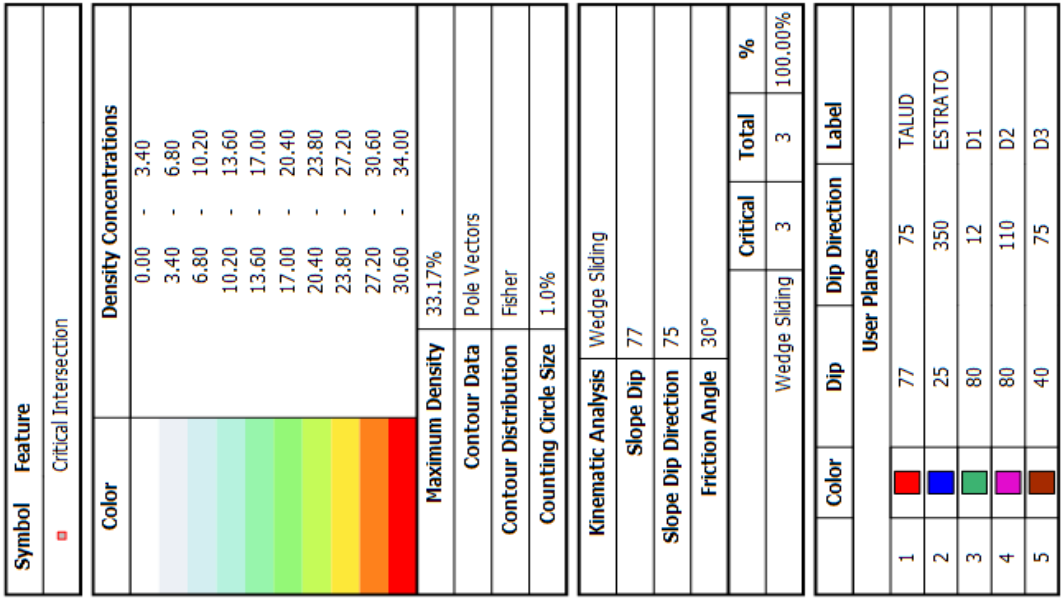 Symbol Feature
Critical Intersection
Color Density Concentrations
0.00 - 3.40
3.40 - 6.80
6.80 - 10.20
10.20 - 13.60
13.60 - 17.00
17.00 - 20.40
20.40 - 23.80
23.80 - 27.20
27.20 - 30.60
30.60 - 34.00
Maximum Density 33.17%
Contour Data Pole Vectors
Contour Distribution Fisher
Counting Circle Size 1.0%
Kinematic Analysis Wedge Sliding
Slope Dip 77
Slope Dip Direction 75
Friction Angle 30°
Critical Total %
Wedge Sliding 3 3 100.00%
Color Dip Dip Direction Label
User Planes
1 77 75 TALUD
2 25 350 ESTRATO
3 80 12 D1
4 80 110 D2
5 40 75 D3